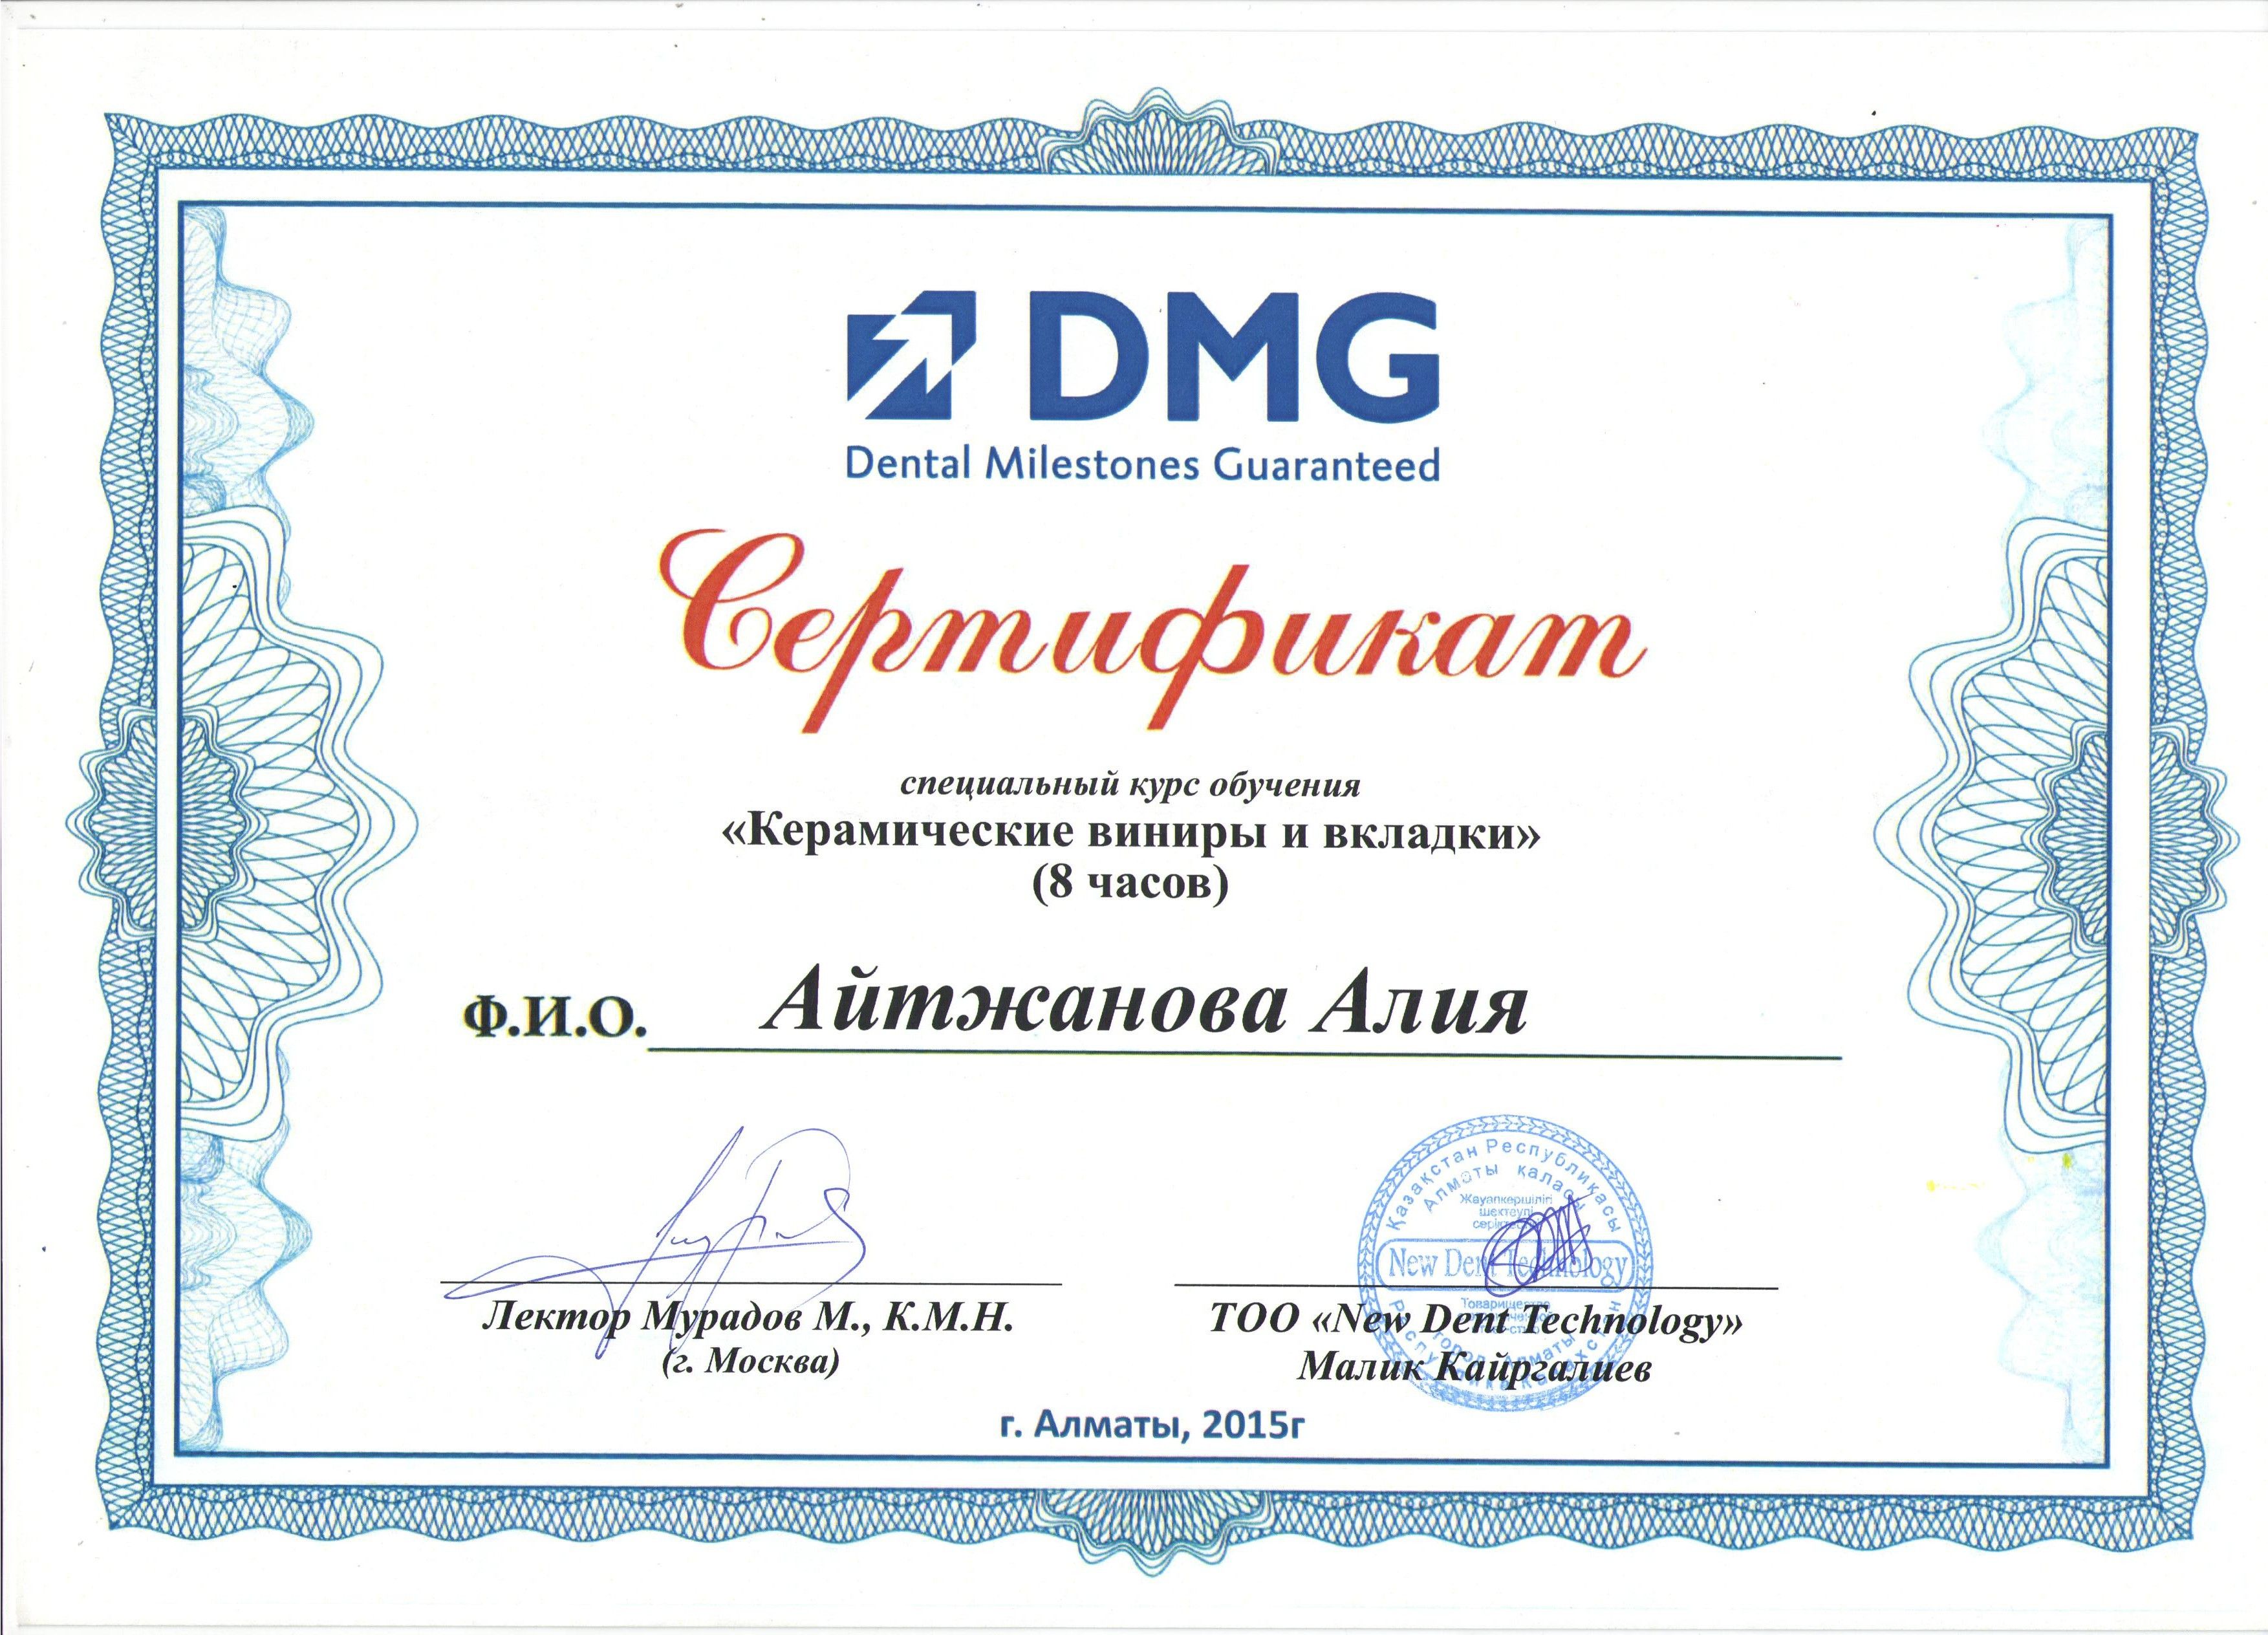 DMG
Dental Milestones Guaranteed
Сертификат
специальный курс обучения
«Керамические виниры и вкладки»
(8 часов)
Ф.И.О. Айтжанова Алия
Қазақстан Республикасы
Алматы қаласы
Жауапкершілігі
шектеулі
New Dent Technology
Товарищество
город Алматы
Республика Казахстан
Лектор Мурадов М., К.М.Н.
(г. Москва)
ТОО «New Dent Technology»
Малик Кайргалиев
г. Алматы, 2015г